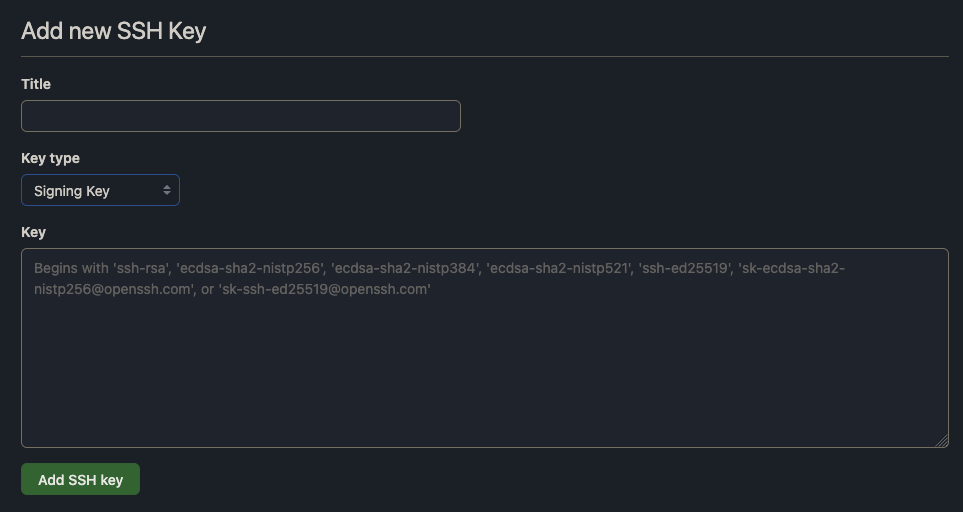 Add new SSH Key
Title
Key type
Signing Key
Key
Begins with 'ssh-rsa', 'ecdsa-sha2-nistp256', 'ecdsa-sha2-nistp384', 'ecdsa-sha2-nistp521', 'ssh-ed25519', 'sk-ecdsa-sha2-
nistp256@openssh.com', or 'sk-ssh-ed25519@openssh.com'
Add SSH key